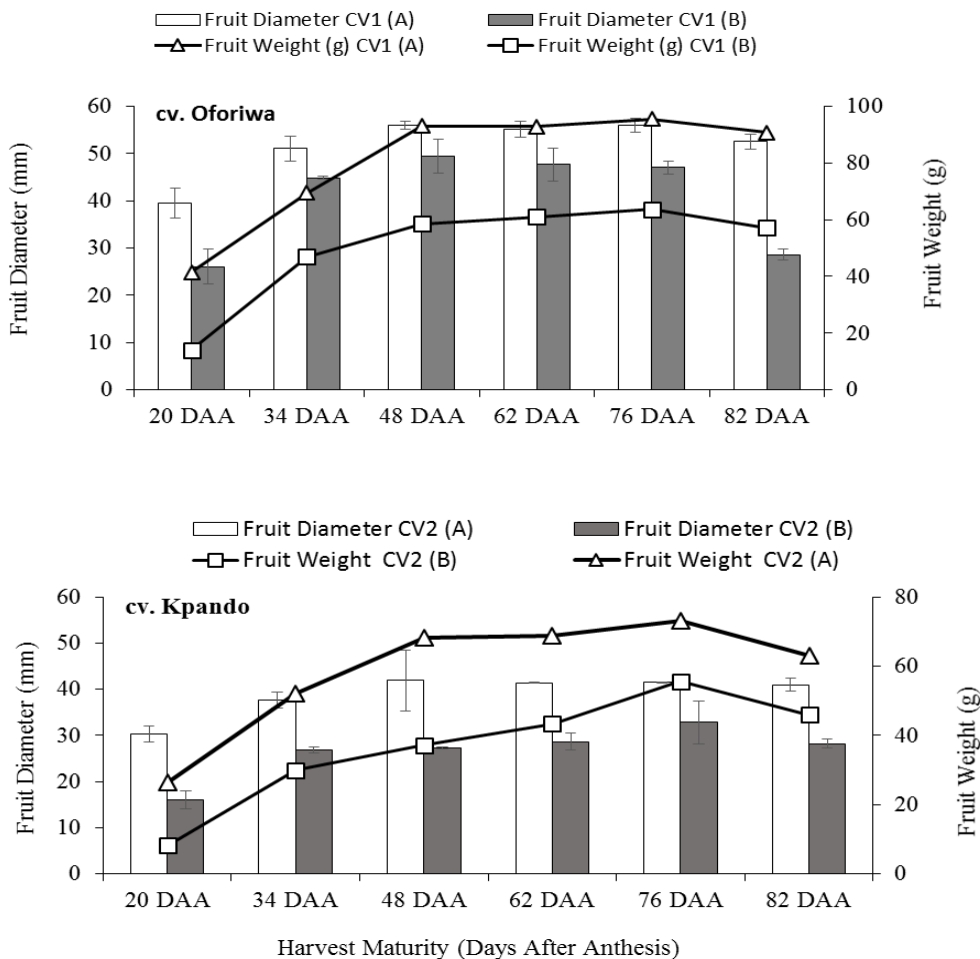 Fruit Diameter CV1 (A) Fruit Diameter CV1 (B)
Fruit Weight (g) CV1 (A) Fruit Weight (g) CV1 (B)
cv. Oforiwa
Fruit Diameter (mm)
60
50
40
30
20
10
0
100
80
60
40
20
0
Fruit Weight (g)
20 DAA 34 DAA 48 DAA 62 DAA 76 DAA 82 DAA
Fruit Diameter CV2 (A) Fruit Diameter CV2 (B)
Fruit Weight CV2 (B) Fruit Weight CV2 (A)
cv. Kpando
Fruit Diameter (mm)
60
50
40
30
20
10
0
80
60
40
20
0
Fruit Weight (g)
20 DAA 34 DAA 48 DAA 62 DAA 76 DAA 82 DAA
Harvest Maturity (Days After Anthesis)